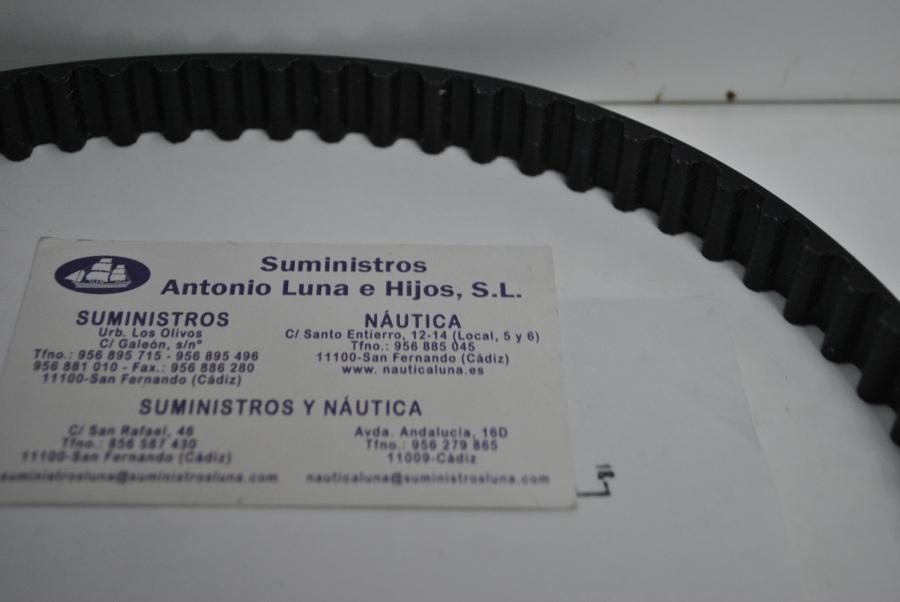 Suministros
Antonio Luna e Hijos, S.L.
SUMINISTROS
Urb. Los Olivos
C/ Galeón, s/nº
Tfno.: 956 895 715 - 956 895 496
956 881 010 - Fax.: 956 886 280
11100-San Fernando (Cádiz)
NÁUTICA
C/ Santo Entierro, 12-14 (Local, 5 y 6)
Tfno.: 956 885 045
11100-San Fernando (Cádiz)
www. nauticaluna.es
SUMINISTROS Y NÁUTICA
C/ San Rafael, 46
Tfno.: 856 587 430
11100-San Fernando (Cádiz)
suministrosluna@suministrosluna.com
Avda. Andalucía, 16D
Tfno.: 956 279 865
11009-Cádiz
nauticaluna@suministrosluna.com